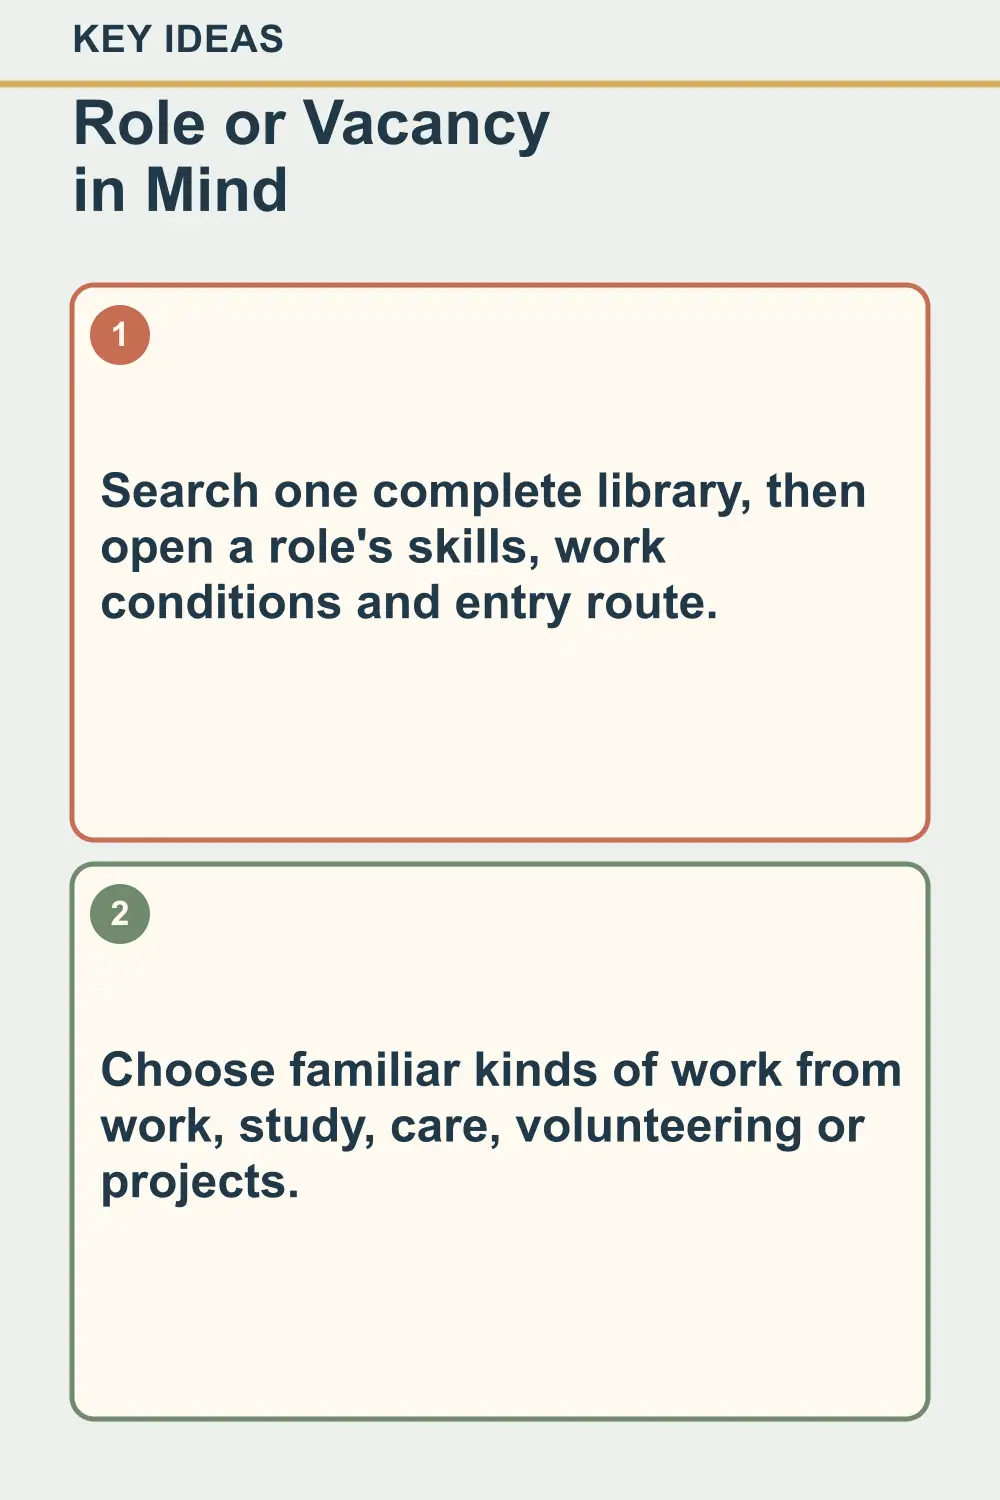 KEY IDEAS
Role or Vacancy
in Mind
1
Search one complete library, then
open a role's skills, work
conditions and entry route.
2
Choose familiar kinds of work from
work, study, care, volunteering or
projects.